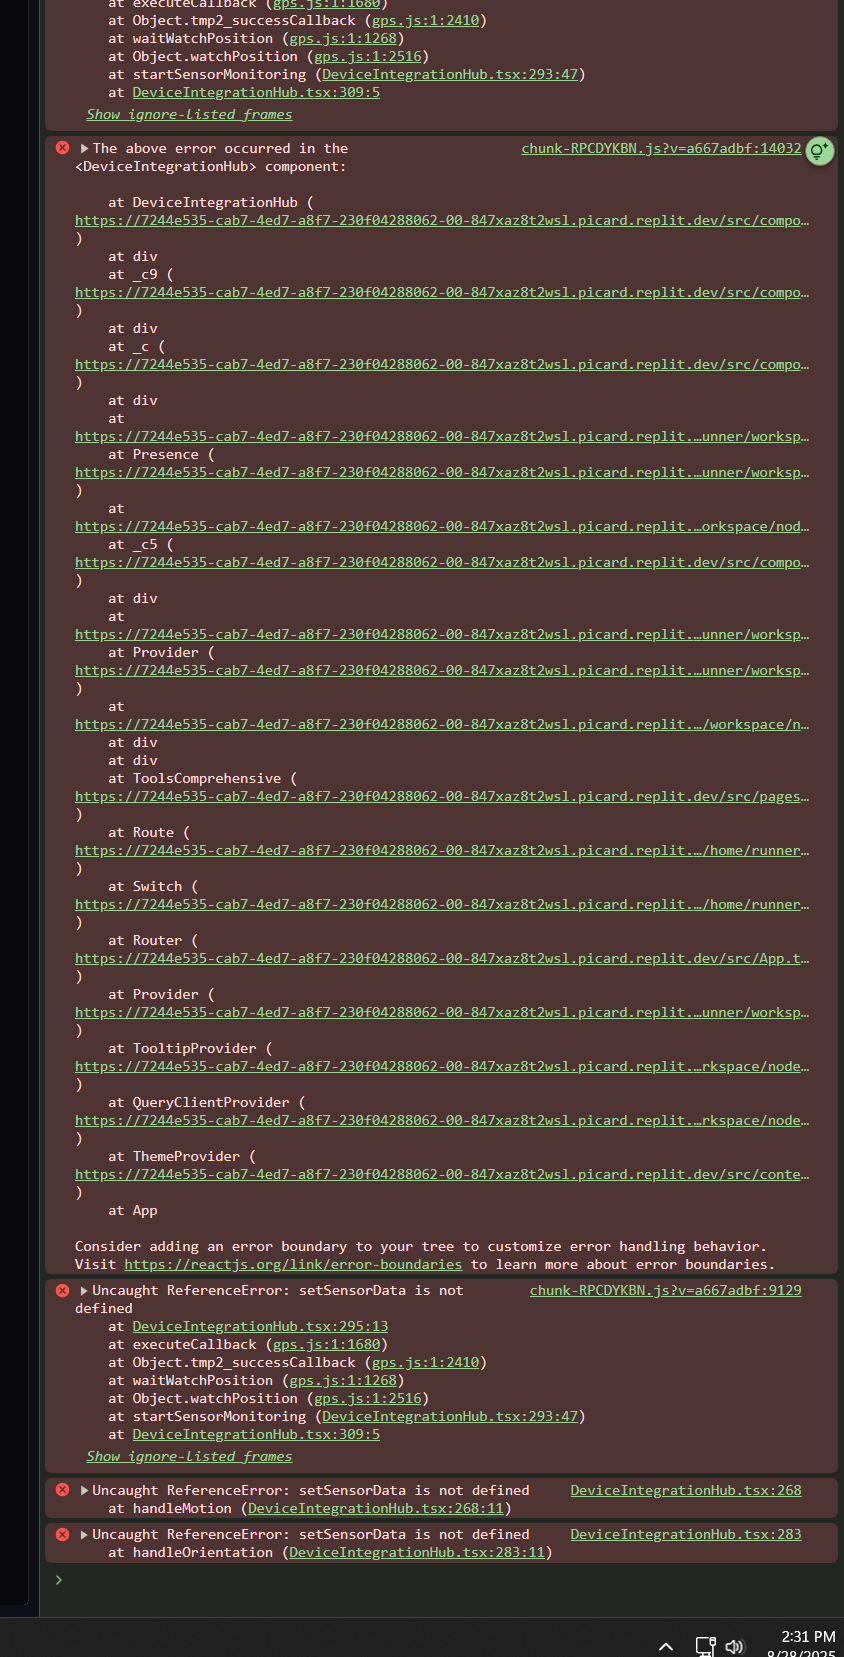 at executeCallback (gps.js:1:1680)
at Object.tmp2_successCallback (gps.js:1:2410)
at waitWatchPosition (gps.js:1:1268)
at Object.watchPosition (gps.js:1:2516)
at startSensorMonitoring (DeviceIntegrationHub.tsx:293:47)
at DeviceIntegrationHub.tsx:309:5
Show ignore-listed frames
The above error occurred in the chunk-RPCDYKBN.js?v=a667adbf:14032
<DeviceIntegrationHub> component:
at DeviceIntegrationHub (
https://7244e535-cab7-4ed7-a8f7-230f04288062-00-847xaz8t2wsl.picard.replit.dev/src/compo…
)
at div
at _c9 (
https://7244e535-cab7-4ed7-a8f7-230f04288062-00-847xaz8t2wsl.picard.replit.dev/src/compo…
)
at div
at _c (
https://7244e535-cab7-4ed7-a8f7-230f04288062-00-847xaz8t2wsl.picard.replit.dev/src/compo…
)
at div
at
https://7244e535-cab7-4ed7-a8f7-230f04288062-00-847xaz8t2wsl.picard.replit.…unner/worksp…
at Presence (
https://7244e535-cab7-4ed7-a8f7-230f04288062-00-847xaz8t2wsl.picard.replit.…unner/worksp…
)
at
https://7244e535-cab7-4ed7-a8f7-230f04288062-00-847xaz8t2wsl.picard.replit.…orkspace/nod…
at _c5 (
https://7244e535-cab7-4ed7-a8f7-230f04288062-00-847xaz8t2wsl.picard.replit.dev/src/compo…
)
at div
at
https://7244e535-cab7-4ed7-a8f7-230f04288062-00-847xaz8t2wsl.picard.replit.…unner/worksp…
at Provider (
https://7244e535-cab7-4ed7-a8f7-230f04288062-00-847xaz8t2wsl.picard.replit.…unner/worksp…
)
at
https://7244e535-cab7-4ed7-a8f7-230f04288062-00-847xaz8t2wsl.picard.replit.…/workspace/n…
at div
at div
at ToolsComprehensive (
https://7244e535-cab7-4ed7-a8f7-230f04288062-00-847xaz8t2wsl.picard.replit.dev/src/pages…
)
at Route (
https://7244e535-cab7-4ed7-a8f7-230f04288062-00-847xaz8t2wsl.picard.replit.…/home/runner…
)
at Switch (
https://7244e535-cab7-4ed7-a8f7-230f04288062-00-847xaz8t2wsl.picard.replit.…/home/runner…
)
at Router (
https://7244e535-cab7-4ed7-a8f7-230f04288062-00-847xaz8t2wsl.picard.replit.dev/src/App.t…
)
at Provider (
https://7244e535-cab7-4ed7-a8f7-230f04288062-00-847xaz8t2wsl.picard.replit.…unner/worksp…
)
at TooltipProvider (
https://7244e535-cab7-4ed7-a8f7-230f04288062-00-847xaz8t2wsl.picard.replit.…rkspace/node…
)
at QueryClientProvider (
https://7244e535-cab7-4ed7-a8f7-230f04288062-00-847xaz8t2wsl.picard.replit.…rkspace/node…
)
at ThemeProvider (
https://7244e535-cab7-4ed7-a8f7-230f04288062-00-847xaz8t2wsl.picard.replit.dev/src/conte…
)
at App
Consider adding an error boundary to your tree to customize error handling behavior.
Visit https://reactjs.org/link/error-boundaries to learn more about error boundaries.
Uncaught ReferenceError: setSensorData is not chunk-RPCDYKBN.js?v=a667adbf:9129
defined
at DeviceIntegrationHub.tsx:295:13
at executeCallback (gps.js:1:1680)
at Object.tmp2_successCallback (gps.js:1:2410)
at waitWatchPosition (gps.js:1:1268)
at Object.watchPosition (gps.js:1:2516)
at startSensorMonitoring (DeviceIntegrationHub.tsx:293:47)
at DeviceIntegrationHub.tsx:309:5
Show ignore-listed frames
Uncaught ReferenceError: setSensorData is not defined DeviceIntegrationHub.tsx:268
at handleMotion (DeviceIntegrationHub.tsx:268:11)
Uncaught ReferenceError: setSensorData is not defined DeviceIntegrationHub.tsx:283
at handleOrientation (DeviceIntegrationHub.tsx:283:11)
2:31 PM
8/28/2025